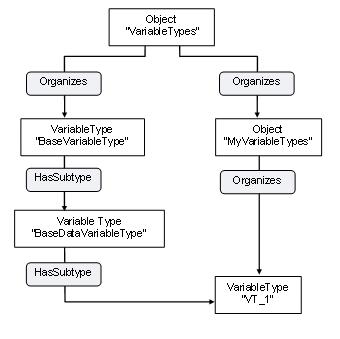 Object
"VariableTypes"
Organizes
Organizes
VariableType
"BaseVariableType"
Object
"MyVariableTypes"
HasSubtype
Organizes
Variable Type
"BaseDataVariableType"
HasSubtype
VariableType
"VT_1"